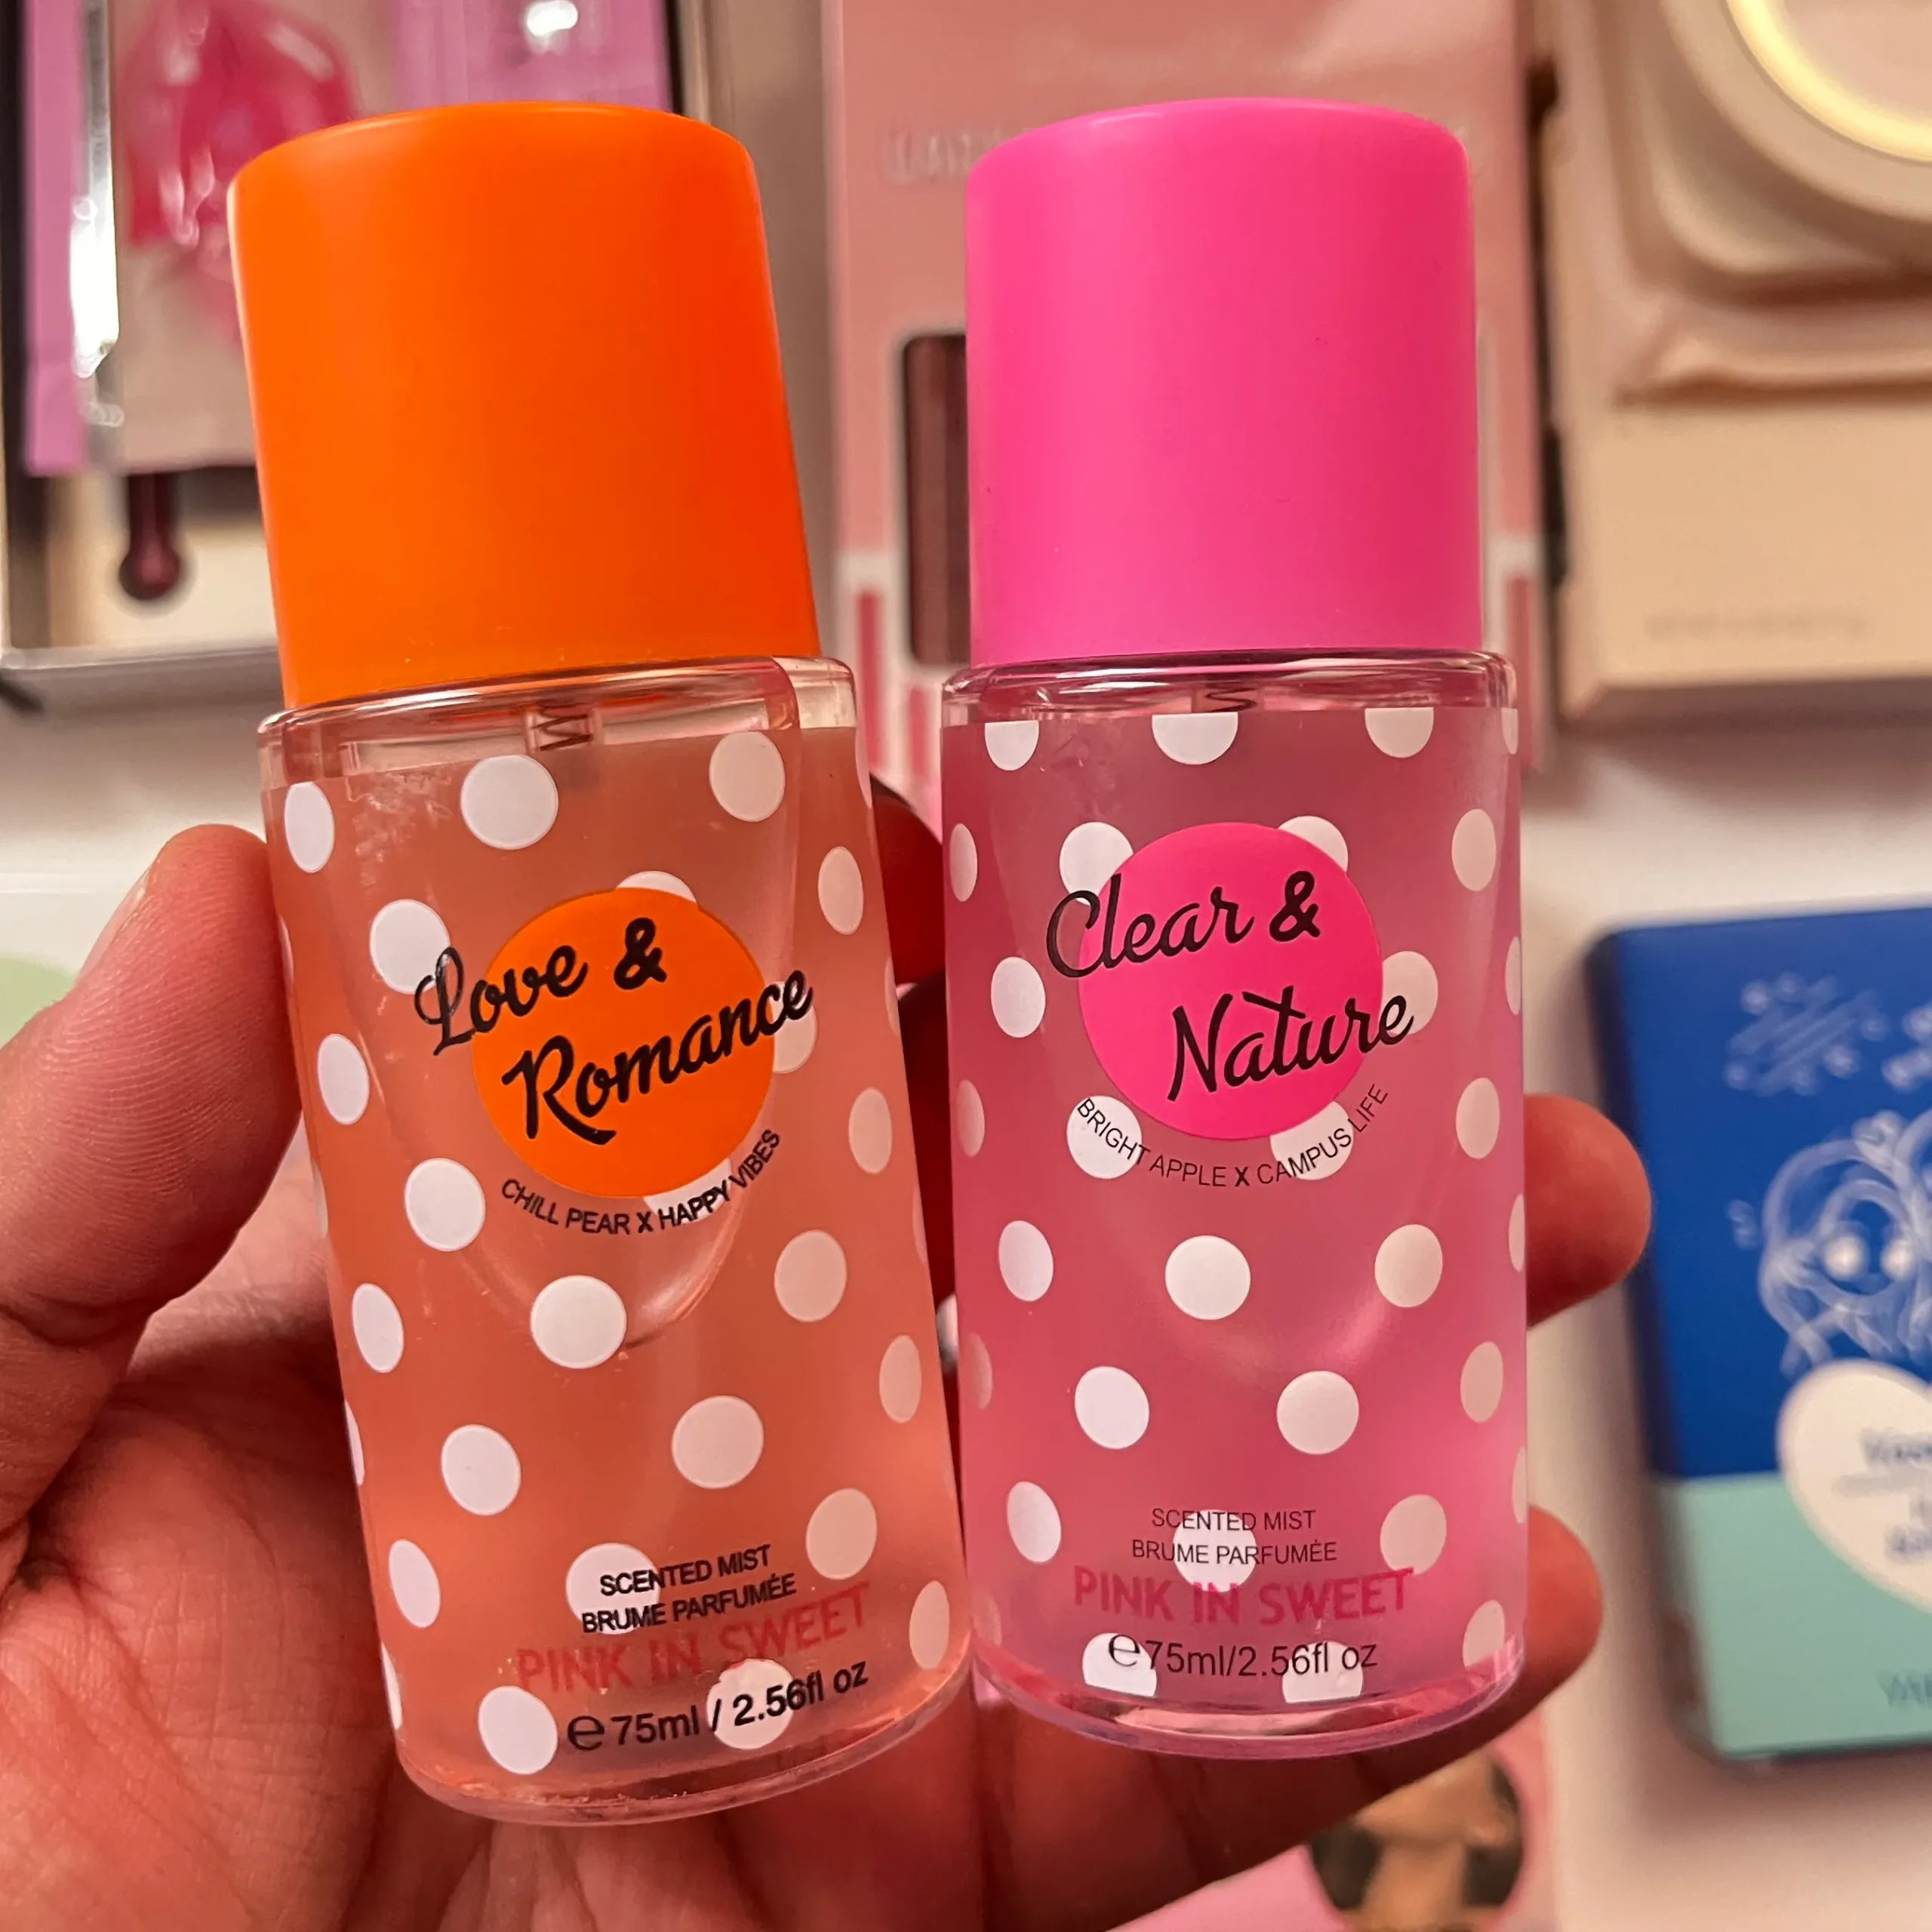 Love &
Romance
CHILL PEAR X HAPPY VIBES
SCENTED MIST
BRUME PARFUMÉE
PINK IN SWEET
℮75ml / 2.56fl oz
Clear &
Nature
BRIGHT APPLE X CAMPUS LIFE
SCENTED MIST
BRUME PARFUMÉE
PINK IN SWEET
℮75ml/2.56fl oz